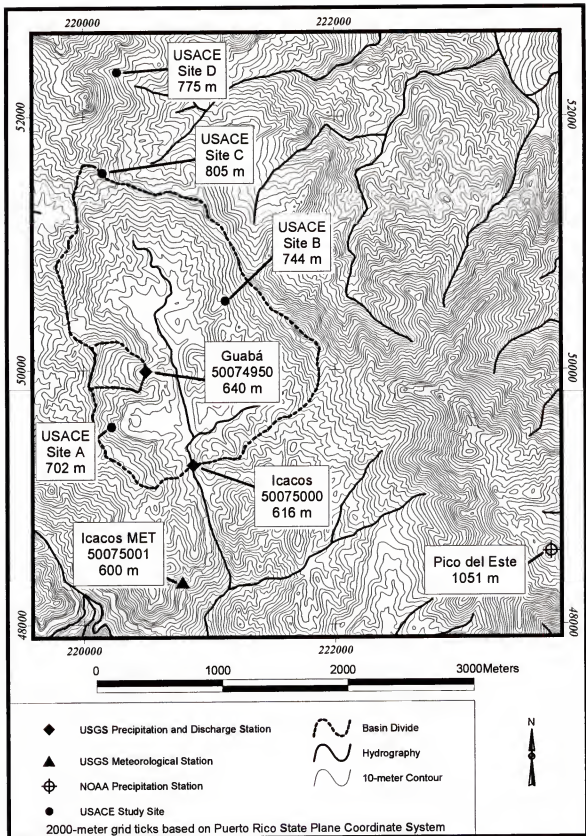 220000
222000
52000
52000
USACE
Site D
775 m
USACE
Site C
805 m
USACE
Site B
744 m
50000
50000
Guabá
50074950
640 m
USACE
Site A
702 m
Icacos
50075000
616 m
Icacos MET
50075001
600 m
Pico del Este
1051 m
48000
48000
220000
222000
0
1000
2000
3000Meters
USGS Precipitation and Discharge Station
USGS Meteorological Station
NOAA Precipitation Station
USACE Study Site
Basin Divide
Hydrography
10-meter Contour
N
2000-meter grid ticks based on Puerto Rico State Plane Coordinate System